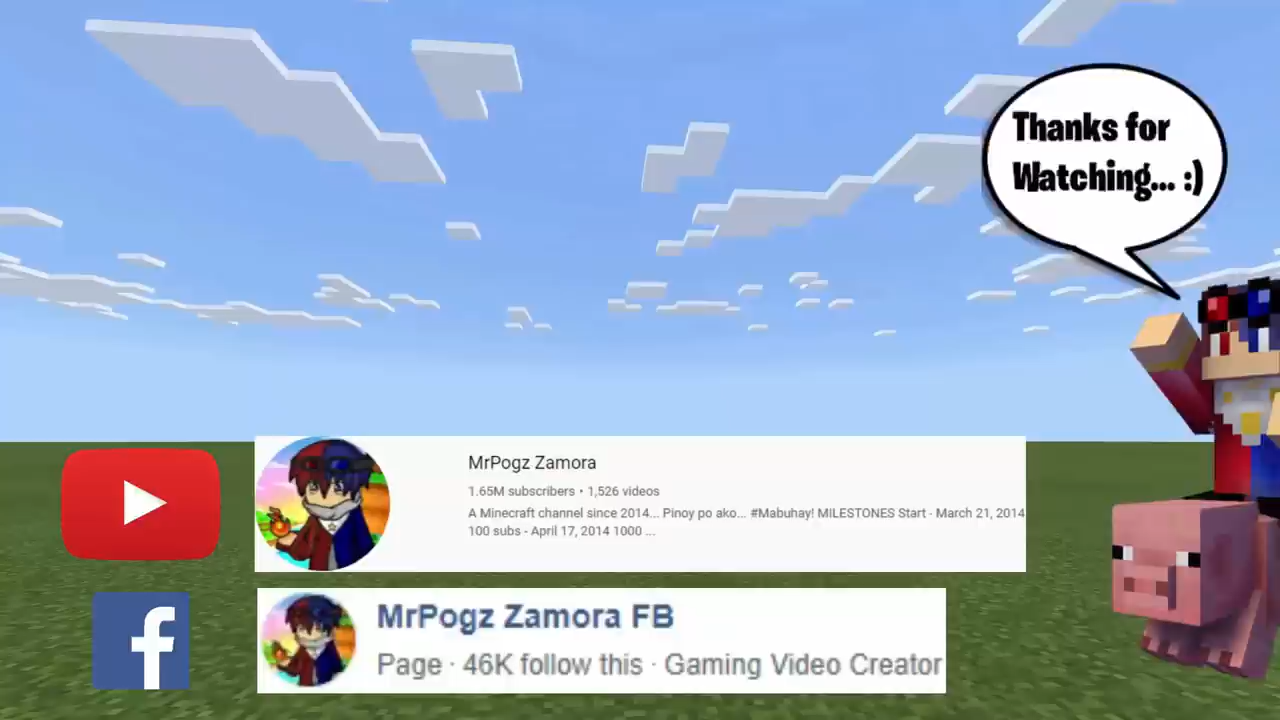 Thanks for
Watching... :)
MrPogz Zamora
1.65M subscribers • 1,526 videos
A Minecraft channel since 2014... Pinoy po ako... #Mabuhay! MILESTONES Start - March 21, 2014
100 subs - April 17, 2014 1000 ...
MrPogz Zamora FB
Page · 46K follow this · Gaming Video Creator